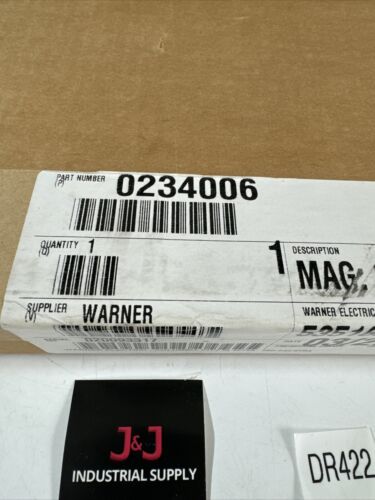 PART NUMBER
(P)
0234006
QUANTITY
(Q)
1
1
DESCRIPTION
MAG.
SUPPLIER
(V)
WARNER
WARNER ELECTRIC
J&J
INDUSTRIAL SUPPLY
DR422